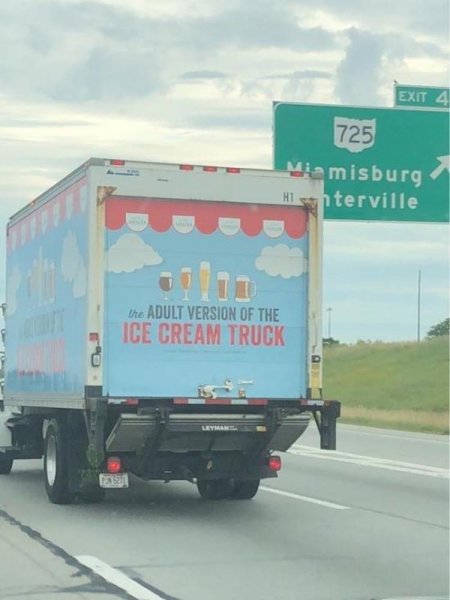 EXIT 4
725
Miamisburg
nterville
H1
the ADULT VERSION OF THE
ICE CREAM TRUCK
LEYMAN